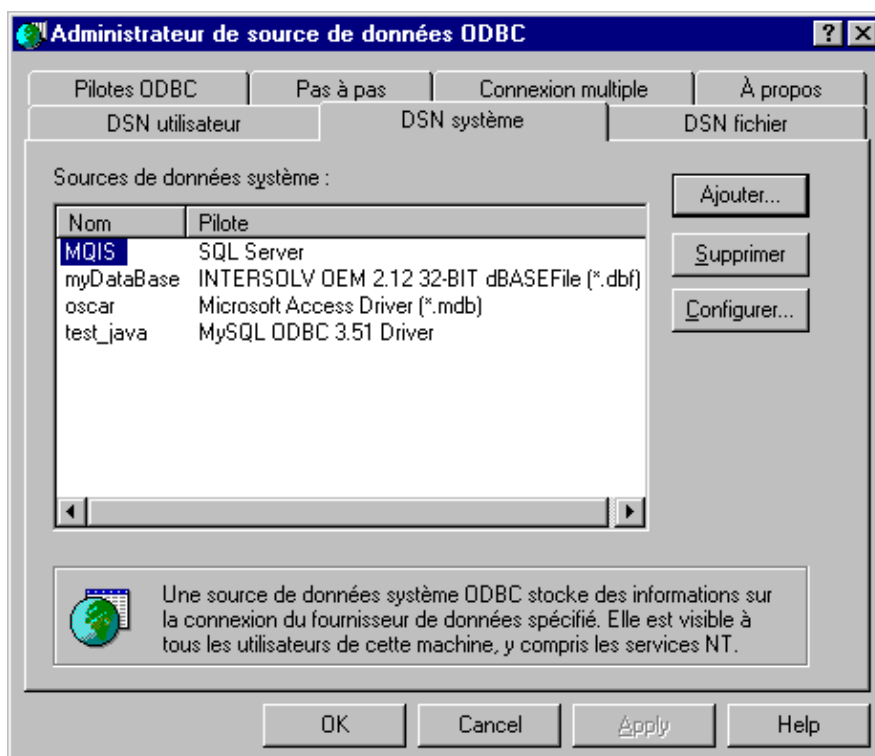 Administrateur de source de données ODBC
Pilotes ODBC Pas à pas Connexion multiple À propos
DSN utilisateur DSN système DSN fichier
Sources de données système :
Ajouter...
Nom Pilote
MQIS SQL Server
Supprimer
myDataBase INTERSOLV OEM 2.12 32-BIT dBASEFile (*.dbf)
oscar Microsoft Access Driver (*.mdb)
Configurer...
test_java MySQL ODBC 3.51 Driver
Une source de données système ODBC stocke des informations sur
la connexion du fournisseur de données spécifié. Elle est visible à
tous les utilisateurs de cette machine, y compris les services NT.
OK Cancel Apply Help